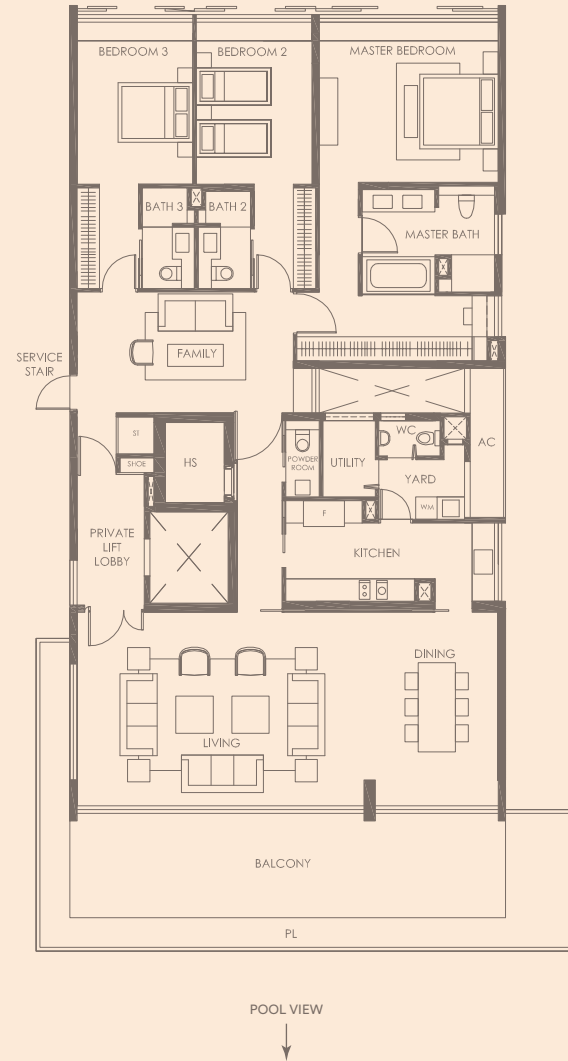 BEDROOM 3
BEDROOM 2
MASTER BEDROOM
BATH 3
BATH 2
MASTER BATH
FAMILY
SERVICE
STAIR
ST
SHOE
HS
POWDER
ROOM
UTILITY
WC
YARD
AC
WM
F
KITCHEN
PRIVATE
LIFT
LOBBY
DINING
LIVING
BALCONY
PL
POOL VIEW